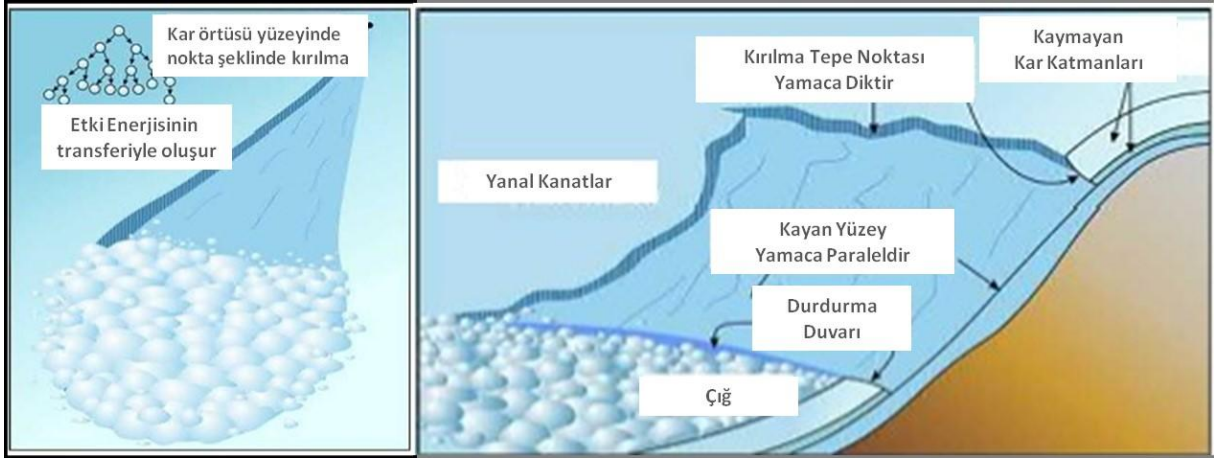 Kar örtüsü yüzeyinde
nokta şeklinde kırılma
Etki Enerjisinin
transferiyle oluşur
Kırılma Tepe Noktası
Yamaca Diktir
Kaymayan
Kar Katmanları
Yanal Kanatlar
Kayan Yüzey
Yamaca Paraleldir
Durdurma
Duvarı
Çığ